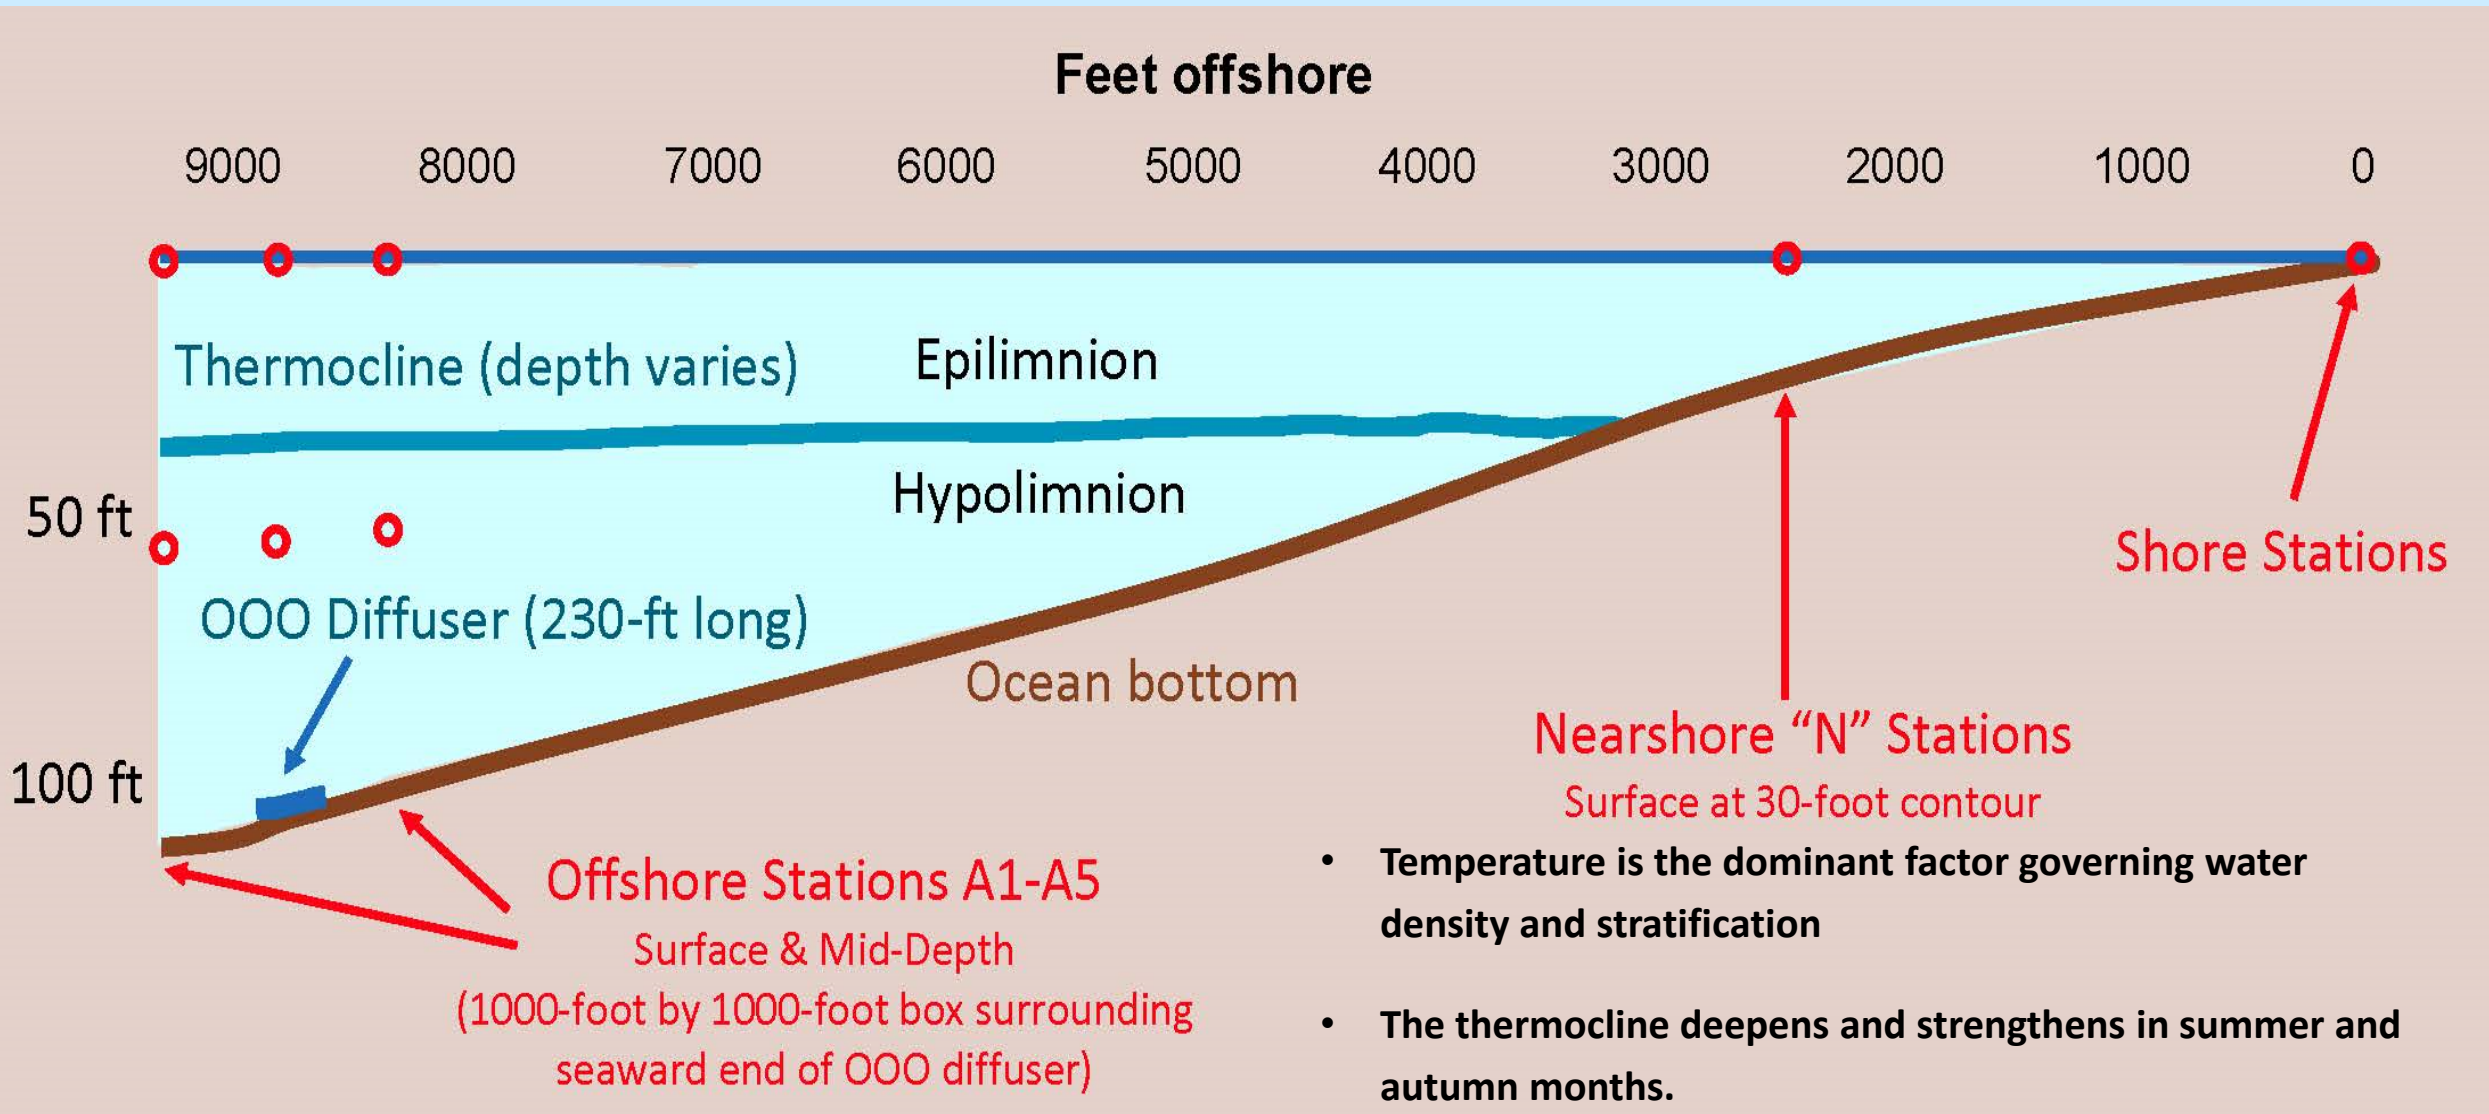 Feet offshore
9000 8000 7000 6000 5000 4000 3000 2000 1000 0
Thermocline (depth varies)
Epilimnion
Hypolimnion
50 ft
Shore Stations
OOO Diffuser (230-ft long)
Ocean bottom
100 ft
Nearshore “N” Stations
Surface at 30-foot contour
Offshore Stations A1-A5
Surface & Mid-Depth
(1000-foot by 1000-foot box surrounding
seaward end of OOO diffuser)
• Temperature is the dominant factor governing water
density and stratification
• The thermocline deepens and strengthens in summer and
autumn months.